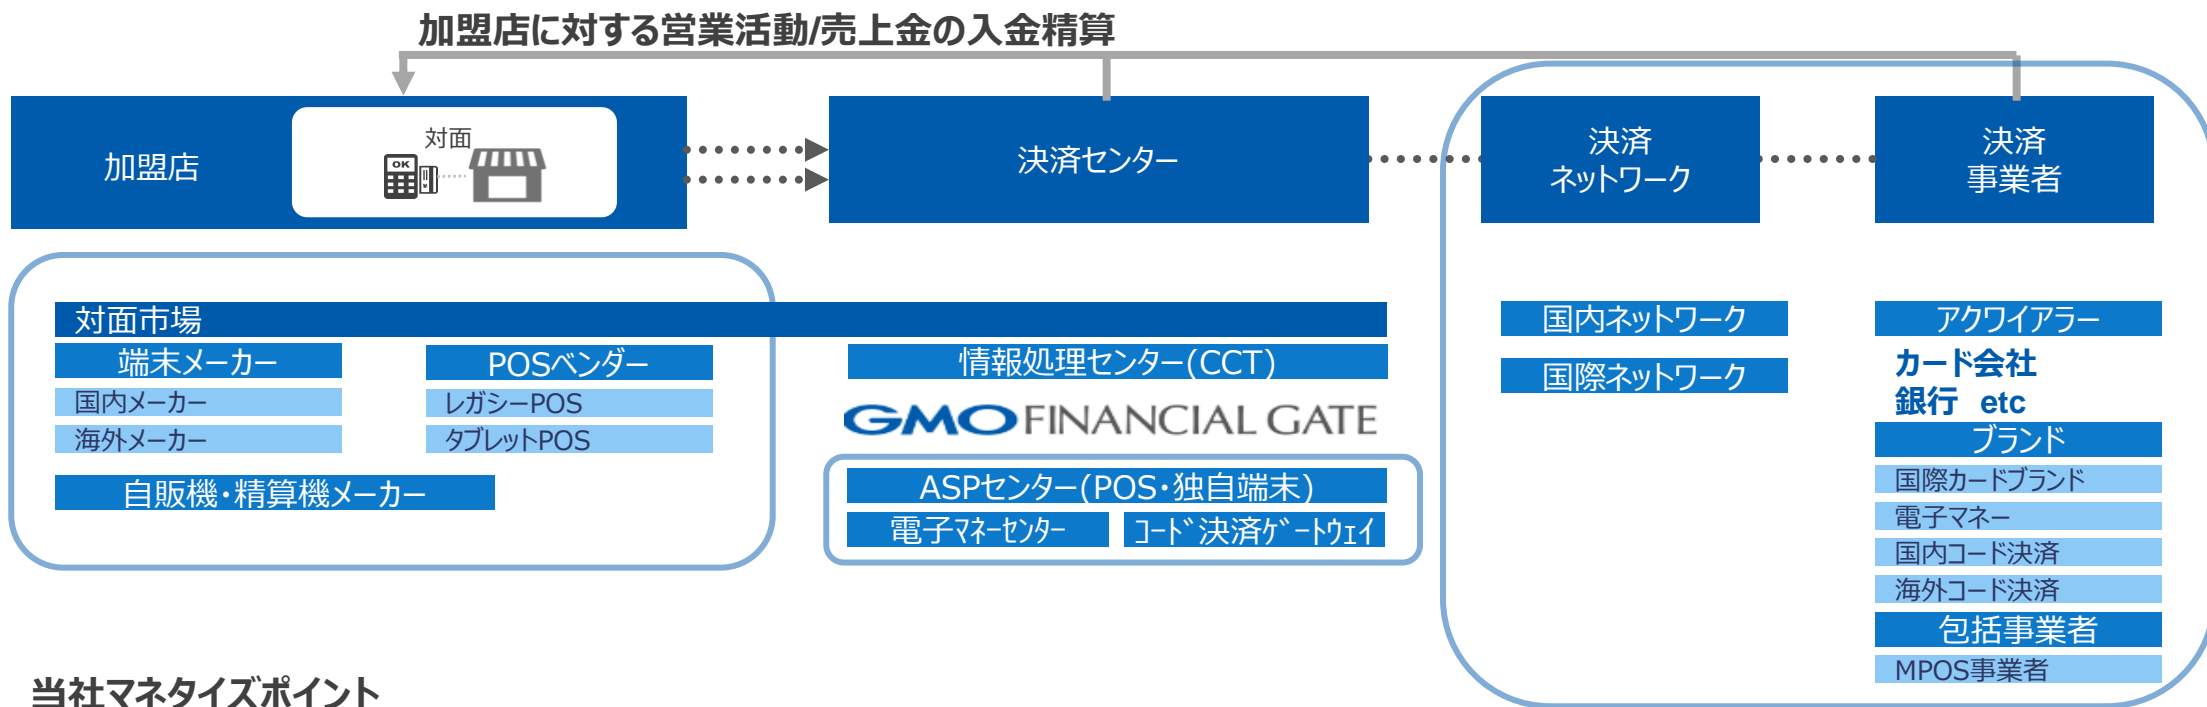 加盟店に対する営業活動/売上金の入金精算
加盟店
対面
OK
決済センター
決済
ネットワーク
決済
事業者
対面市場
端末メーカー
国内メーカー
海外メーカー
POSベンダー
レガシーPOS
タブレットPOS
自販機・精算機メーカー
情報処理センター(CCT)
GMO FINANCIAL GATE
ASPセンター(POS・独自端末)
電子マネーセンター
コード決済ゲートウェイ
国内ネットワーク
国際ネットワーク
アクワイアラー
カード会社
銀行 etc
ブランド
国際カードブランド
電子マネー
国内コード決済
海外コード決済
包括事業者
MPOS事業者
当社マネタイズポイント